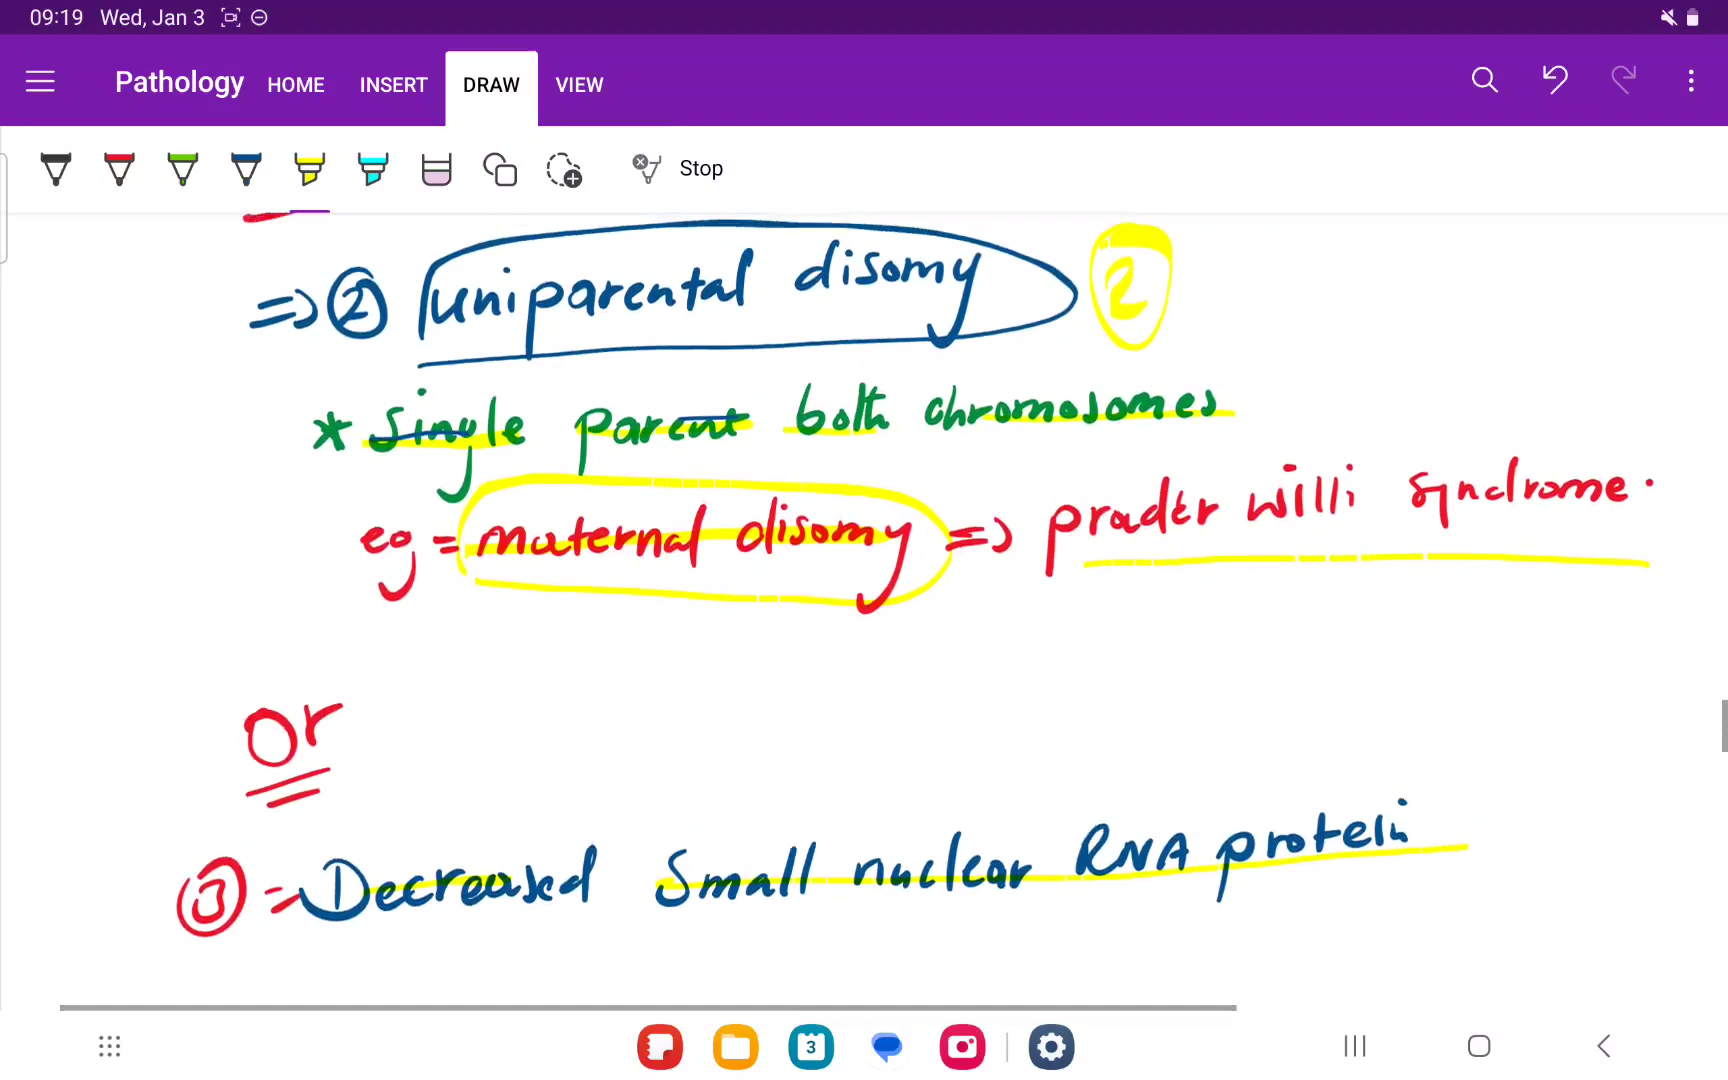 09:19 Wed, Jan 3
Pathology HOME INSERT DRAW VIEW
Stop
=> ② uniparental disomy 2
* Single parent both chromosomes
eg = maternal disomy => prader willi syndrome.
Or
③ = Decreased Small nuclear RNA protein
3